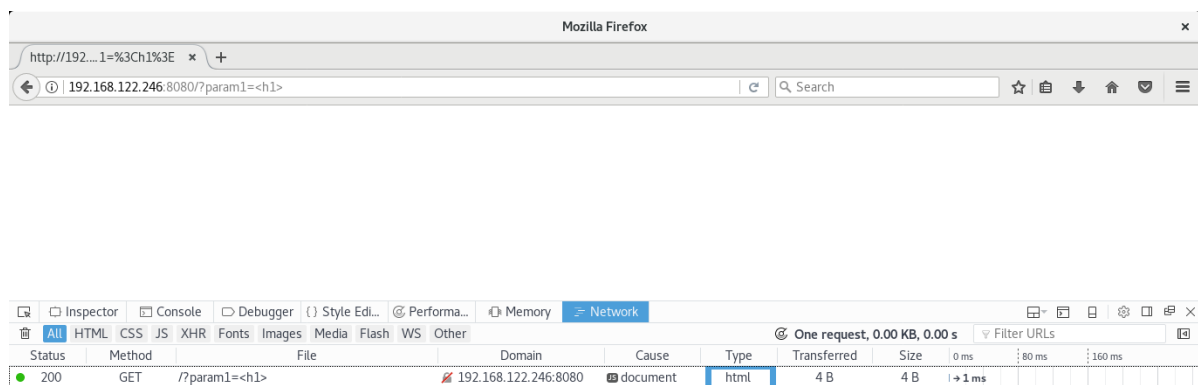 Mozilla Firefox ×
http://192....1=%3Ch1%3E × +
192.168.122.246:8080/?param1=<h1> Search
Inspector Console Debugger {} Style Edi... Performa... Memory Network
All HTML CSS JS XHR Fonts Images Media Flash WS Other One request, 0.00 KB, 0.00 s Filter URLs
Status Method File Domain Cause Type Transferred Size 0 ms 80 ms 160 ms
200 GET /?param1=<h1> 192.168.122.246:8080 JS document html 4 B 4 B → 1 ms